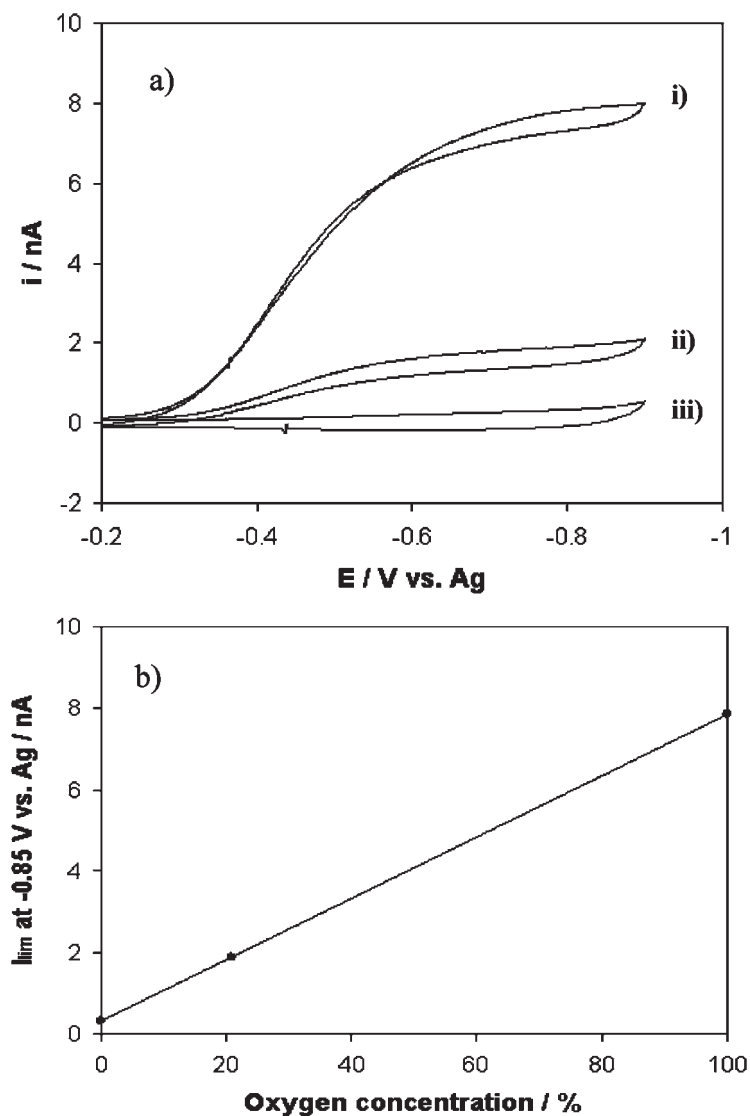 10
a)
i)
8
6
i / nA
4
2
ii)
0
iii)
-2
-0.2 -0.4 -0.6 -0.8 -1
E / V vs. Ag
10
b)
8
6
Ilim at -0.85 V vs. Ag / nA
4
2
0
0 20 40 60 80 100
Oxygen concentration / %